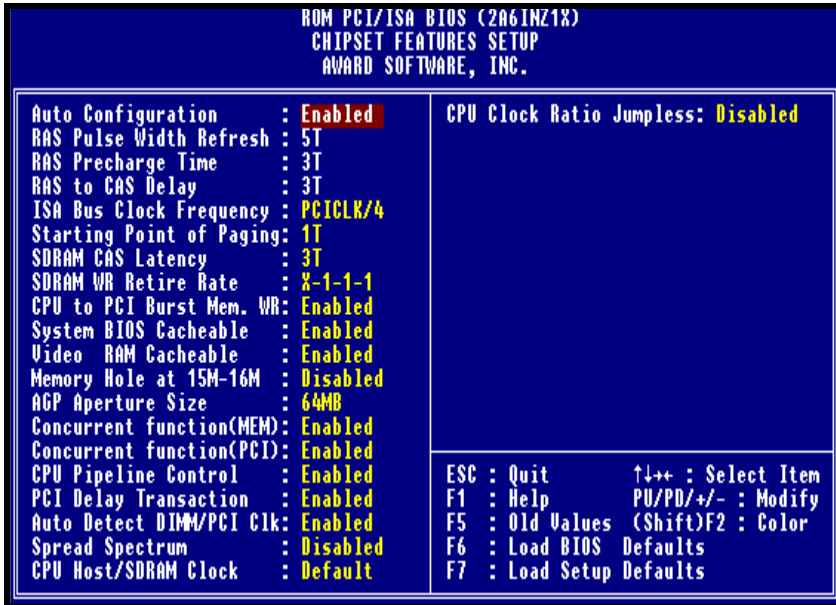 ROM PCI/ISA BIOS (2A6INZ1X)
CHIPSET FEATURES SETUP
AWARD SOFTWARE, INC.
Auto Configuration : Enabled
RAS Pulse Width Refresh : 5T
RAS Precharge Time : 3T
RAS to CAS Delay : 3T
ISA Bus Clock Frequency : PCICLK/4
Starting Point of Paging: 1T
SDRAM CAS Latency : 3T
SDRAM WR Retire Rate : X-1-1-1
CPU to PCI Burst Mem. WR: Enabled
System BIOS Cacheable : Enabled
Video RAM Cacheable : Enabled
Memory Hole at 15M-16M : Disabled
AGP Aperture Size : 64MB
Concurrent function(MEM): Enabled
Concurrent function(PCI): Enabled
CPU Pipeline Control : Enabled
PCI Delay Transaction : Enabled
Auto Detect DIMM/PCI Clk: Enabled
Spread Spectrum : Disabled
CPU Host/SDRAM Clock : Default
CPU Clock Ratio Jumpless: Disabled
ESC : Quit ↑↓→← : Select Item
F1 : Help PU/PD/+/- : Modify
F5 : Old Values (Shift)F2 : Color
F6 : Load BIOS Defaults
F7 : Load Setup Defaults